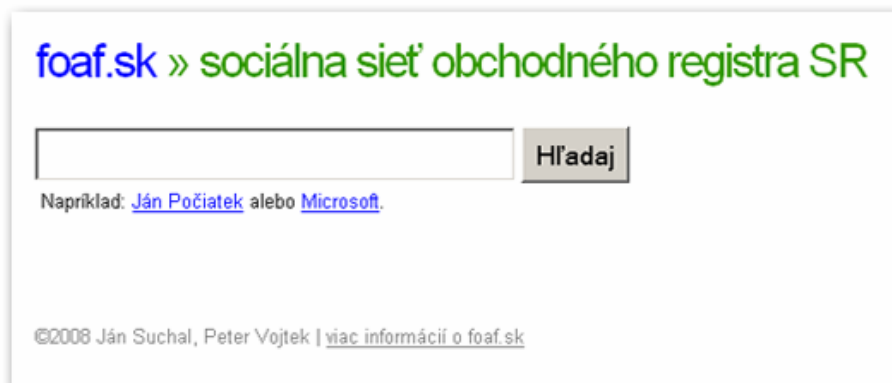 foaf.sk » sociálna sieť obchodného registra SR
Hľadaj
Napríklad: Ján Počiatek alebo Microsoft.
©2008 Ján Suchal, Peter Vojtek | viac informácií o foaf.sk